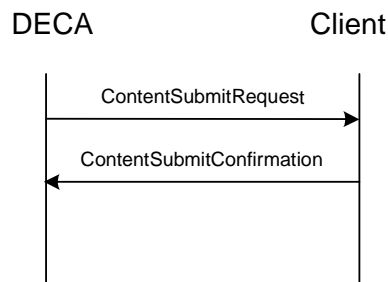 DECA Client
ContentSubmitRequest
ContentSubmitConfirmation